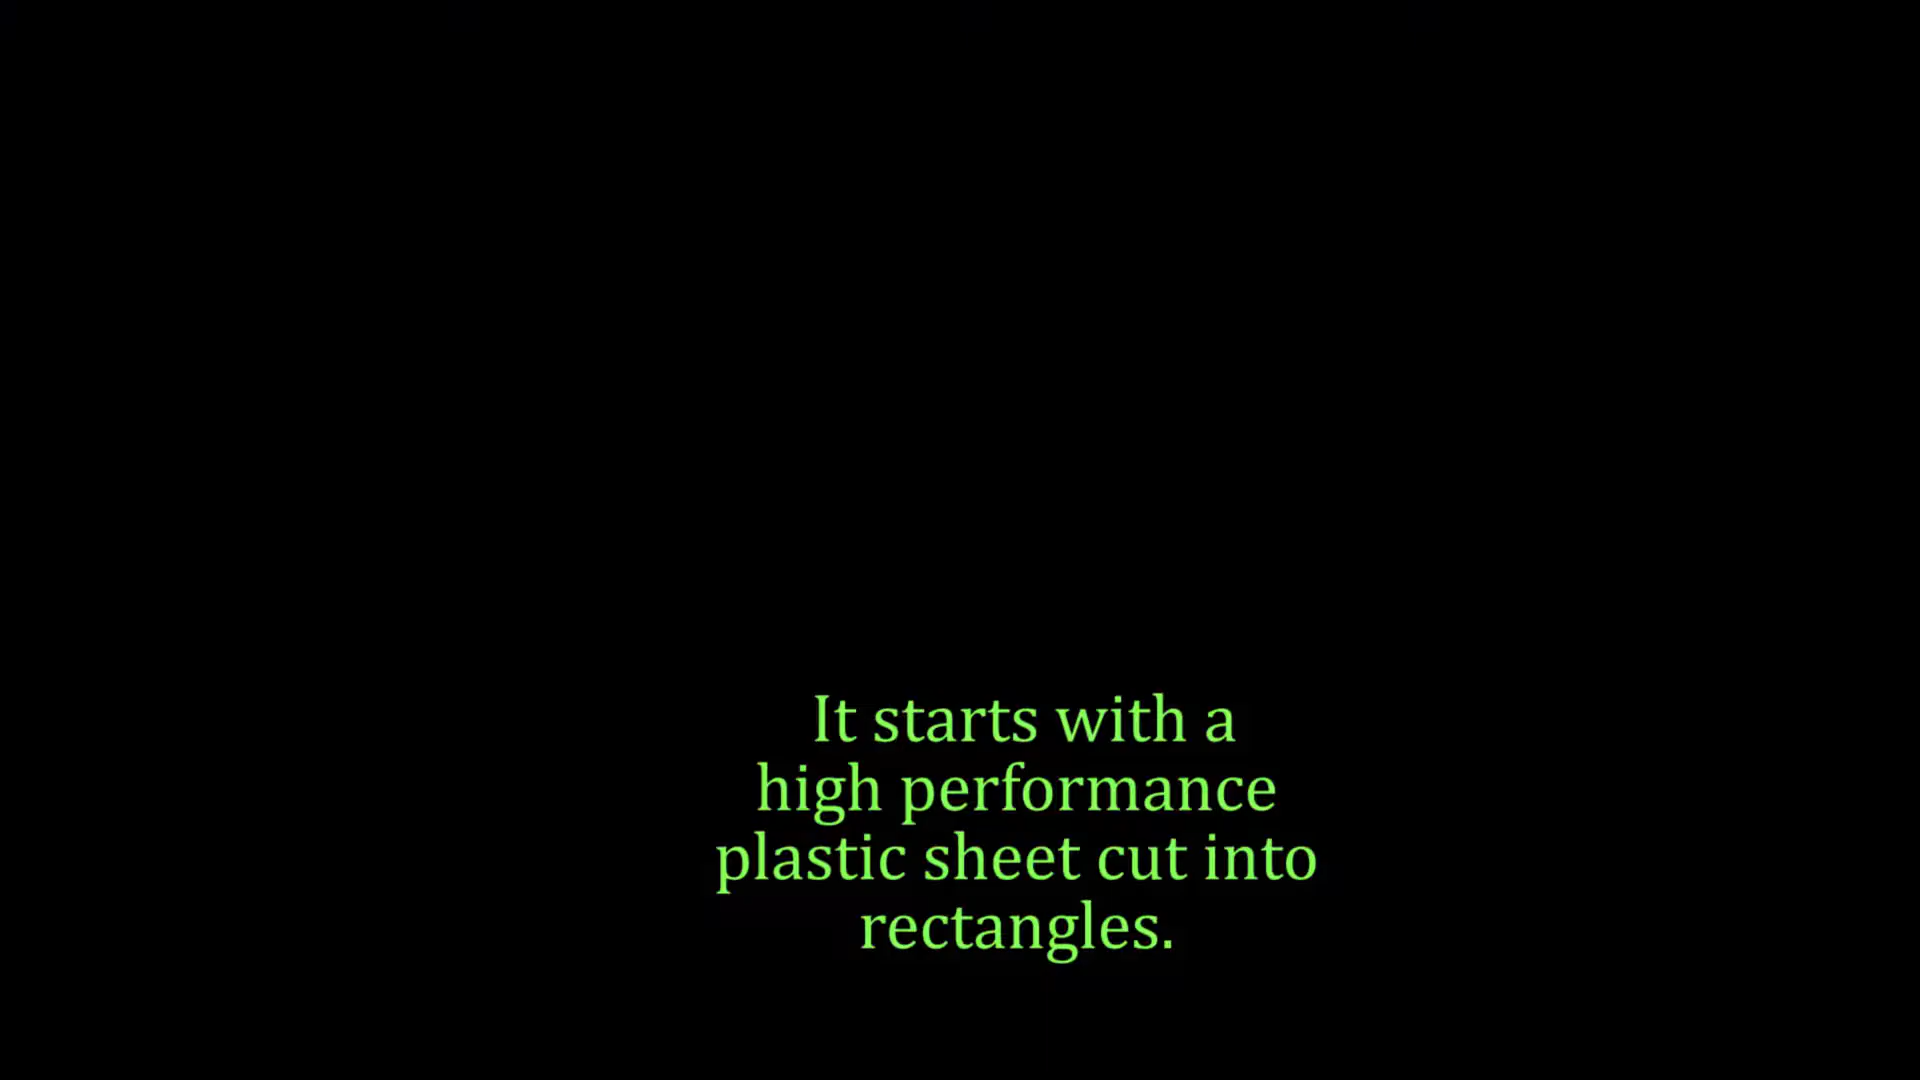 It starts with a
high performance
plastic sheet cut into
rectangles.